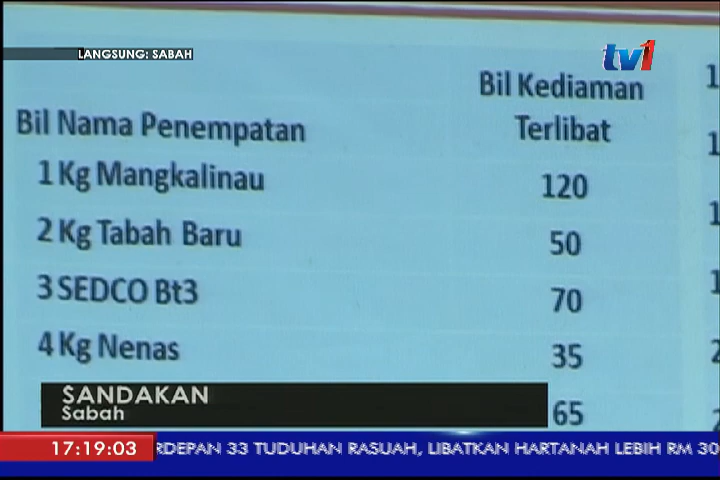 LANGSUNG: SABAH
tv1
Bil Nama Penempatan
Bil Kediaman
Terlibat
1 Kg Mangkalinau 120
2 Kg Tabah Baru 50
3 SEDCO Bt3 70
4 Kg Nenas 35
65
SANDAKAN
Sabah
17:19:03 RDEPAN 33 TUDUHAN RASUAH, LIBATKAN HARTANAH LEBIH RM 30